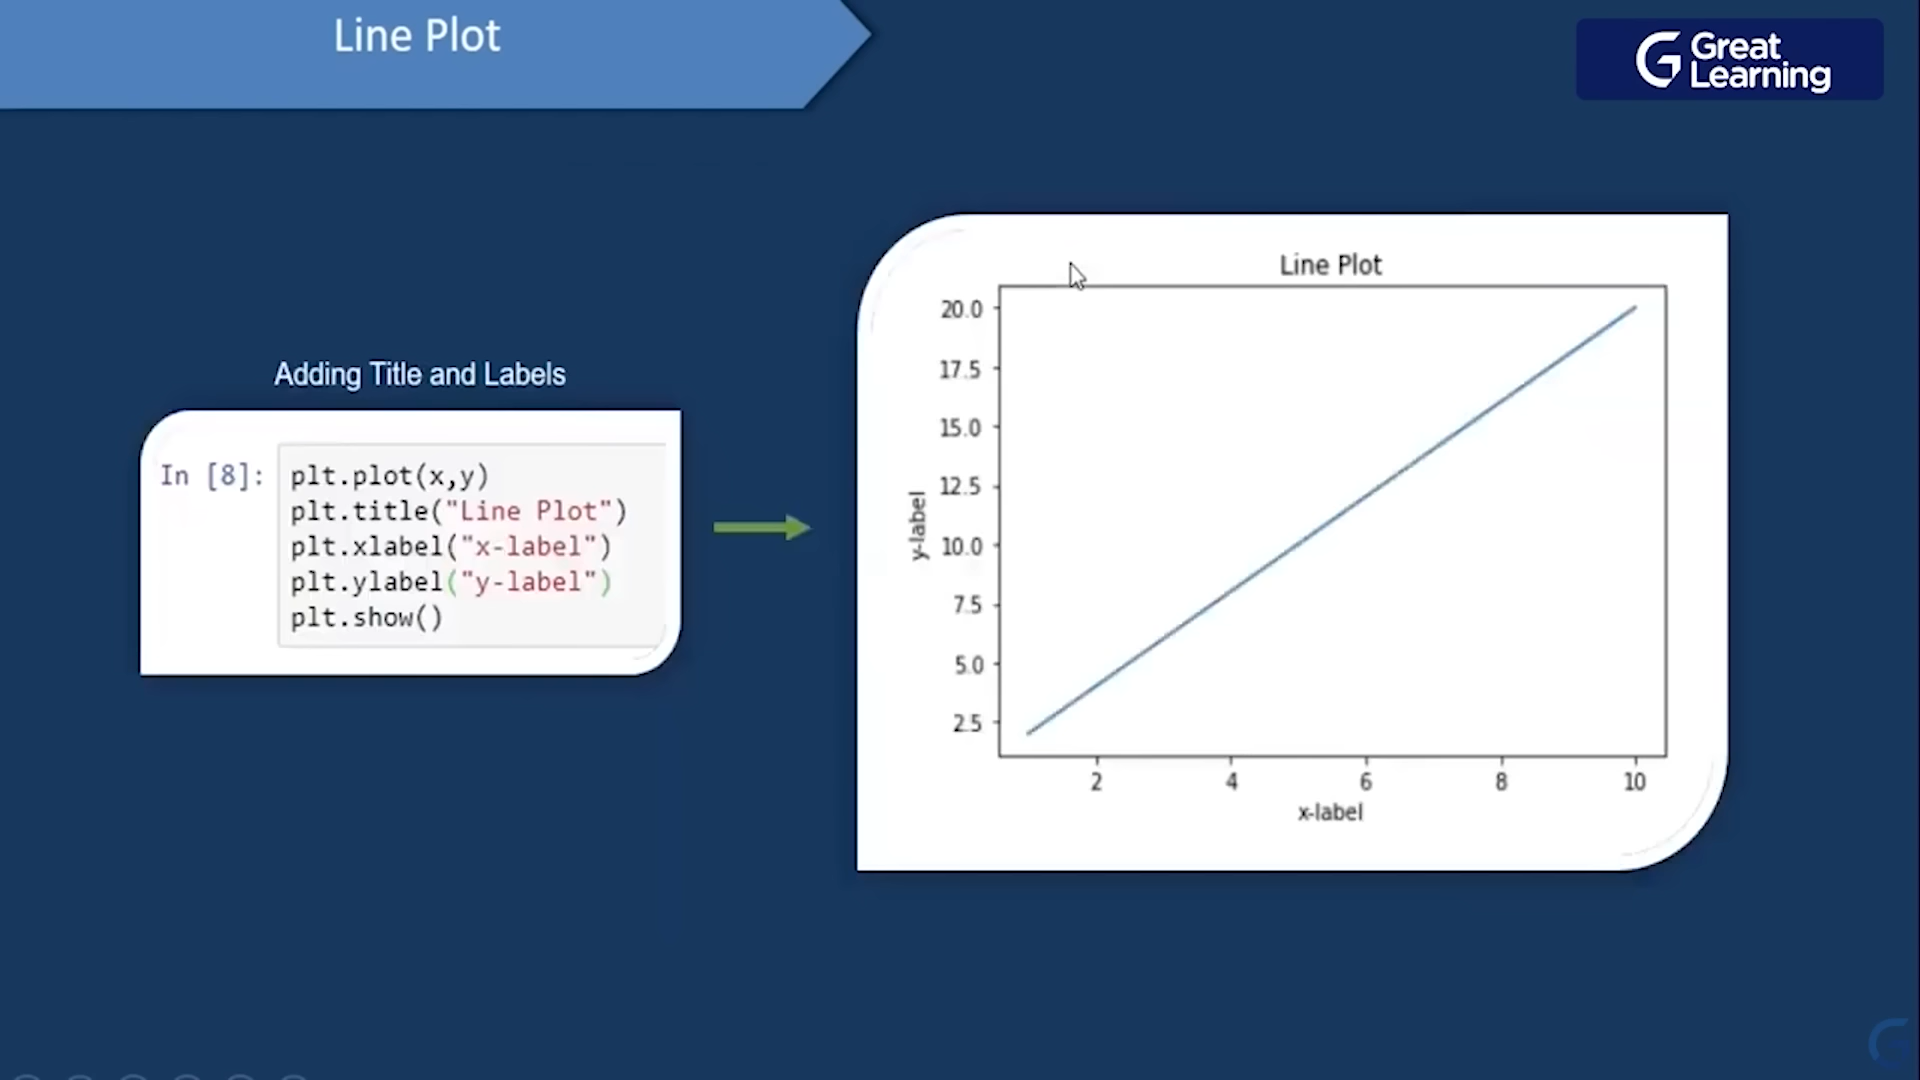 Line Plot
Great
Learning
Adding Title and Labels
In [8]:
plt.plot(x,y)
plt.title("Line Plot")
plt.xlabel("x-label")
plt.ylabel("y-label")
plt.show()
Line Plot
20.0
17.5
15.0
12.5
10.0
7.5
5.0
2.5
y-label
2 4 6 8 10
x-label